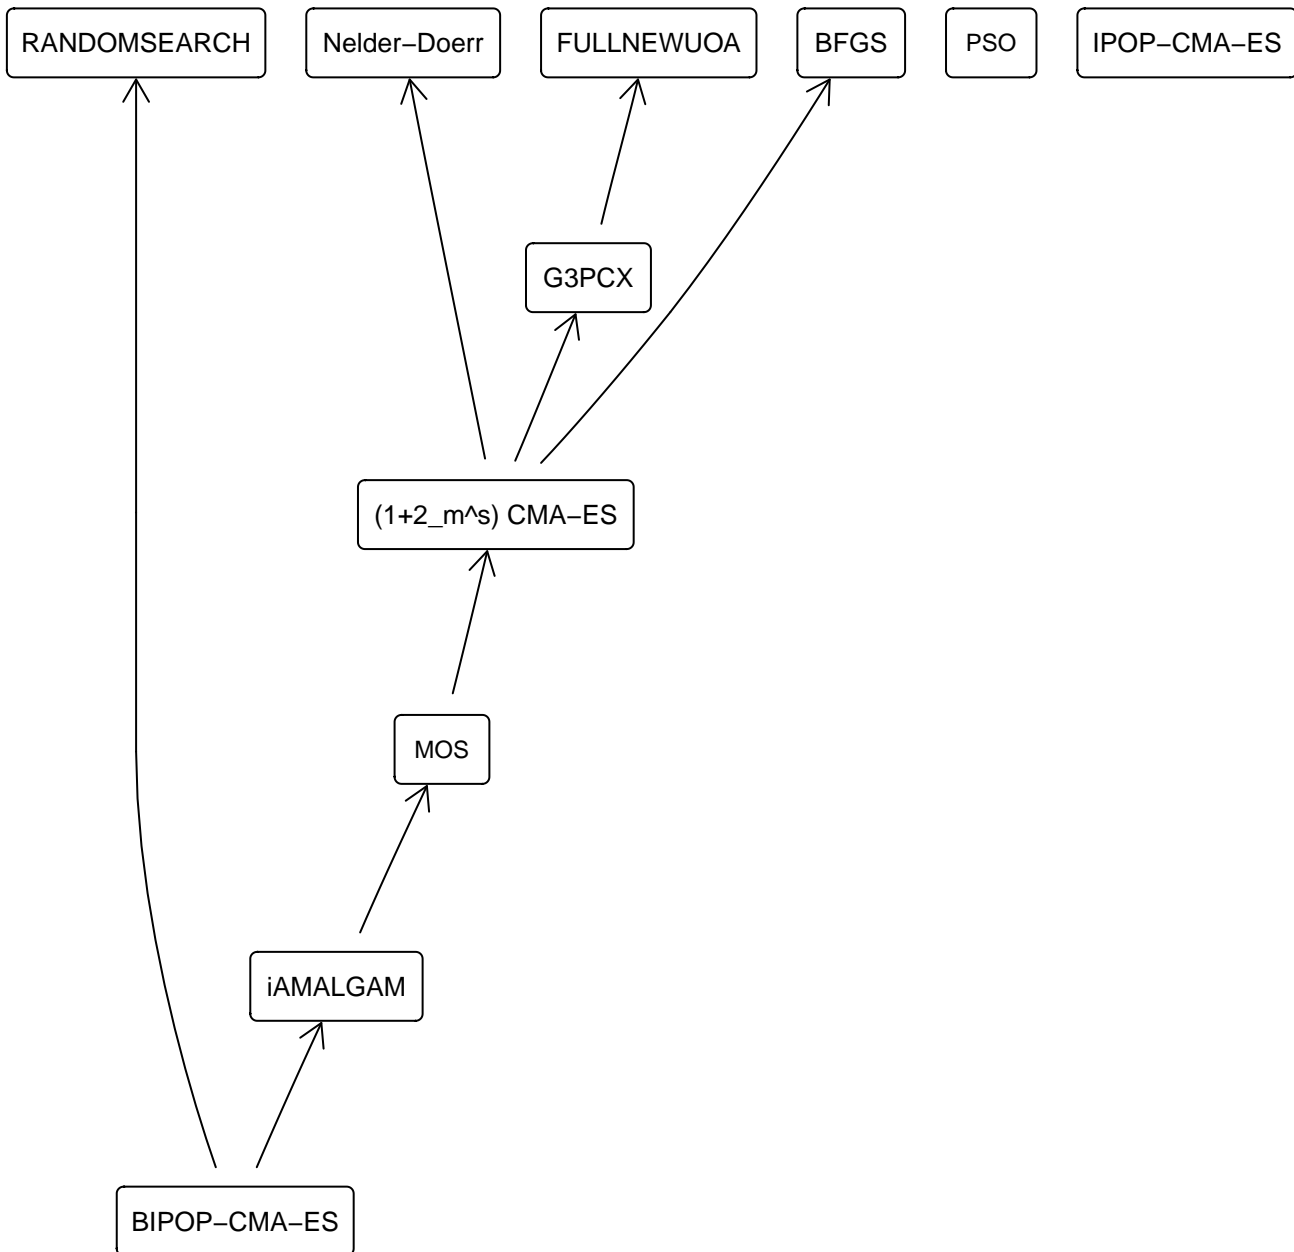 RANDOMSEARCH
Nelder−Doerr
FULLNEWUOA
BFGS
PSO
IPOP−CMA−ES
G3PCX
(1+2_m^s) CMA−ES
MOS
iAMALGAM
BIPOP−CMA−ES